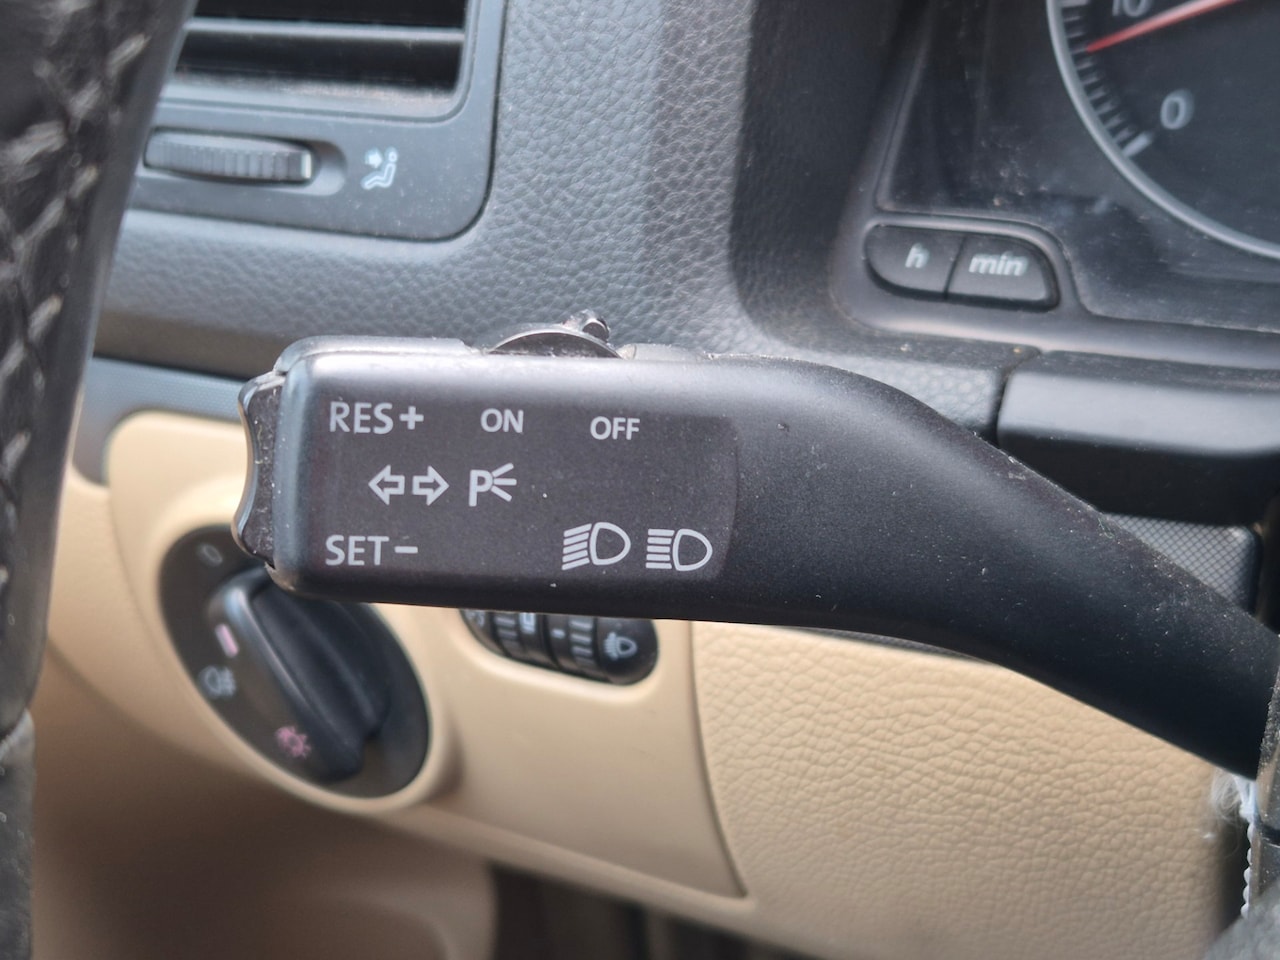 10
0
h min
RES+ ON OFF
P
SET-